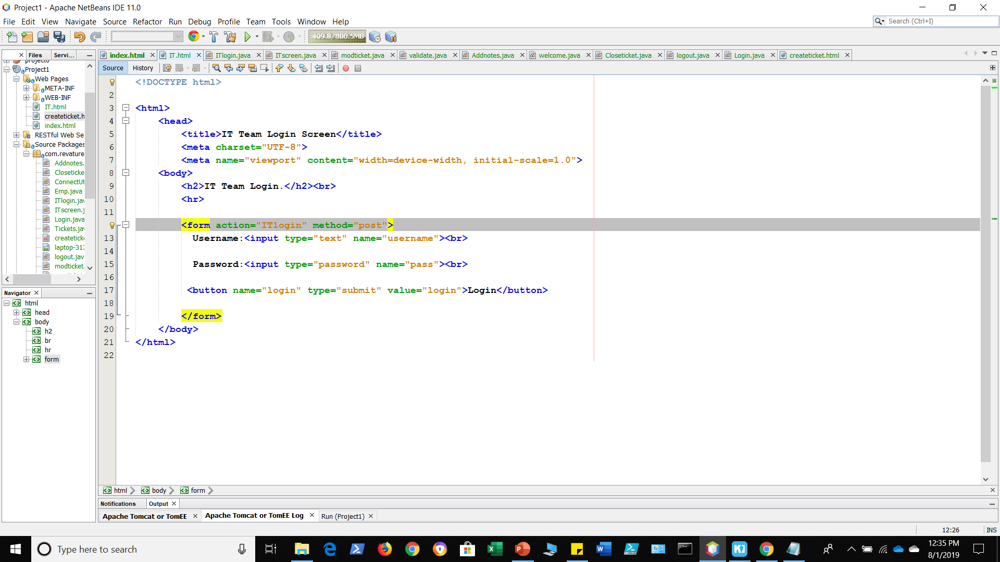 Project1 - Apache NetBeans IDE 11.0
File Edit View Navigate Source Refactor Run Debug Profile Team Tools Window Help
Search (Ctrl+I)
409.8/800.5MB
Files Servi...
index.html IT.html ITlogin.java ITscreen.java modticket.java validate.java Addnotes.java welcome.java Closeticket.java logout.java Login.java createticket.html
Source History
project0
Project1
Web Pages
META-INF
WEB-INF
IT.html
createticket.h
index.html
RESTful Web Se
Source Packages
com.revature
Addnotes.
Closeticke
ConnectUt
Emp.java
ITlogin.jav
ITscreen.j
Login.java
Tickets.jav
createtick
laptop-317
logout.jav
modticket.
Navigator
html
head
body
h2
br
hr
form
<!DOCTYPE html>
2
3 <html>
4 <head>
5 <title>IT Team Login Screen</title>
6 <meta charset="UTF-8">
7 <meta name="viewport" content="width=device-width, initial-scale=1.0">
8 <body>
9 <h2>IT Team Login.</h2><br>
10 <hr>
11
<form action="ITlogin" method="post">
13 Username:<input type="text" name="username"><br>
14
15 Password:<input type="password" name="pass"><br>
16
17 <button name="login" type="submit" value="login">Login</button>
18
19 </form>
20 </body>
21 </html>
22
html body form
Notifications Output
Apache Tomcat or TomEE Apache Tomcat or TomEE Log Run (Project1)
12:26 INS
Type here to search
12:35 PM
8/1/2019